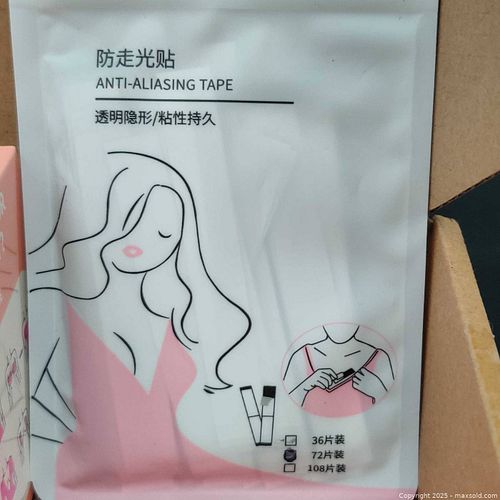 防走光贴
ANTI-ALIASING TAPE
透明隐形/粘性持久
36片装
72片装
108片装
Copyright 2025 - maxsold.com